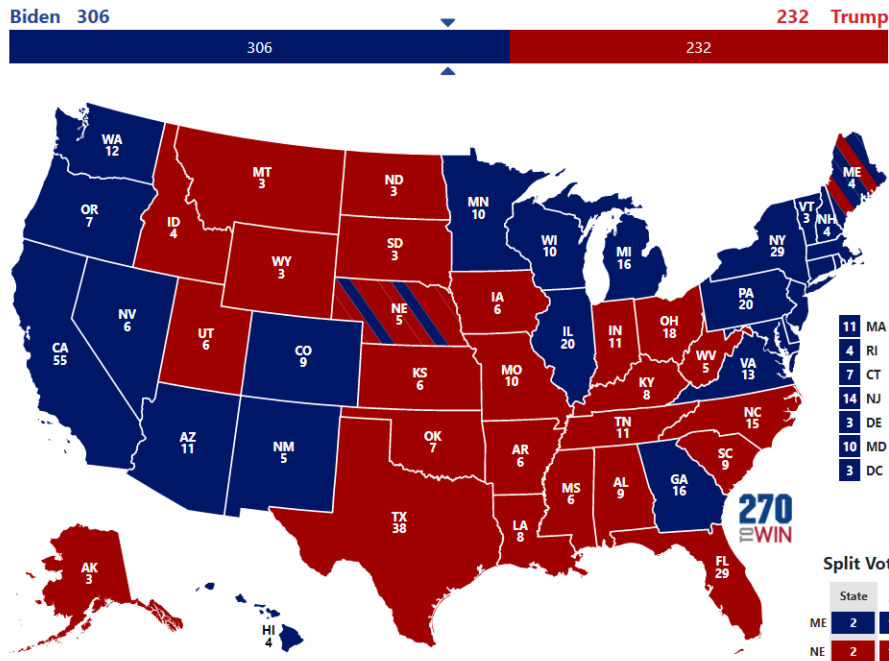 Biden 306
232 Trump
306
232
WA
12
OR
7
CA
55
NV
6
ID
4
MT
3
WY
3
UT
6
AZ
11
CO
9
NM
5
ND
3
SD
3
NE
5
KS
6
OK
7
TX
38
MN
10
IA
6
MO
10
AR
6
LA
8
WI
10
IL
20
MI
16
IN
11
OH
18
KY
8
TN
11
MS
6
AL
9
GA
16
FL
29
SC
9
NC
15
VA
13
WV
5
PA
20
NY
29
VT
3
NH
4
ME
4
AK
3
HI
4
11 MA
4 RI
7 CT
14 NJ
3 DE
10 MD
3 DC
270
TO WIN
Split Vot
State
ME 2
NE 2